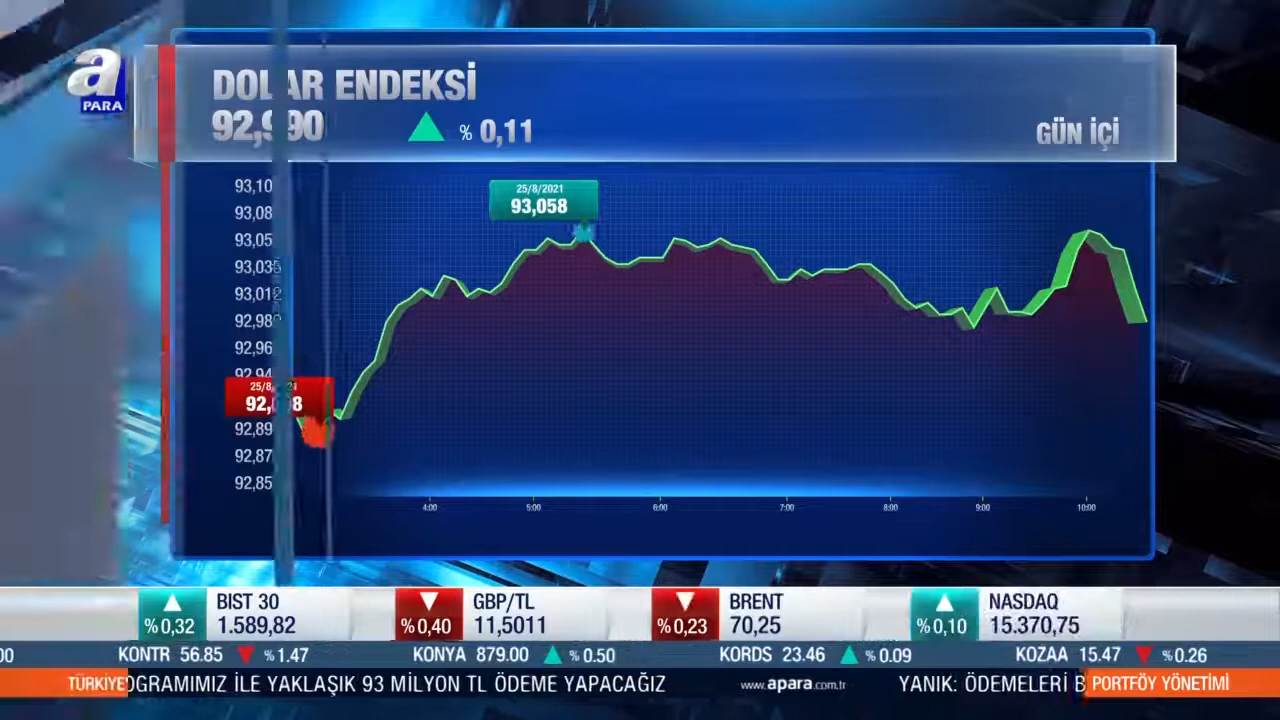 a
PARA
DOLAR ENDEKSİ
92,990
% 0,11
GÜN İÇİ
93,10
93,08
93,05
93,035
93,012
92,98
92,96
92,94
92,89
92,87
92,85
25/8/2021
93,058
4:00 5:00 6:00 7:00 8:00 9:00 10:00
%0,32 BIST 30 1.589,82
%0,40 GBP/TL 11,5011
%0,23 BRENT 70,25
%0,10 NASDAQ 15.370,75
00 KONTR 56.85 %1.47 KONYA 879.00 %0.50 KORDS 23.46 %0.09 KOZAA 15.47 %0.26
TÜRKİYE OGRAMIMIZ İLE YAKLAŞIK 93 MİLYON TL ÖDEME YAPACAĞIZ www.apara.com.tr YANIK: ÖDEMELERİ B PORTFÖY YÖNETİMİ